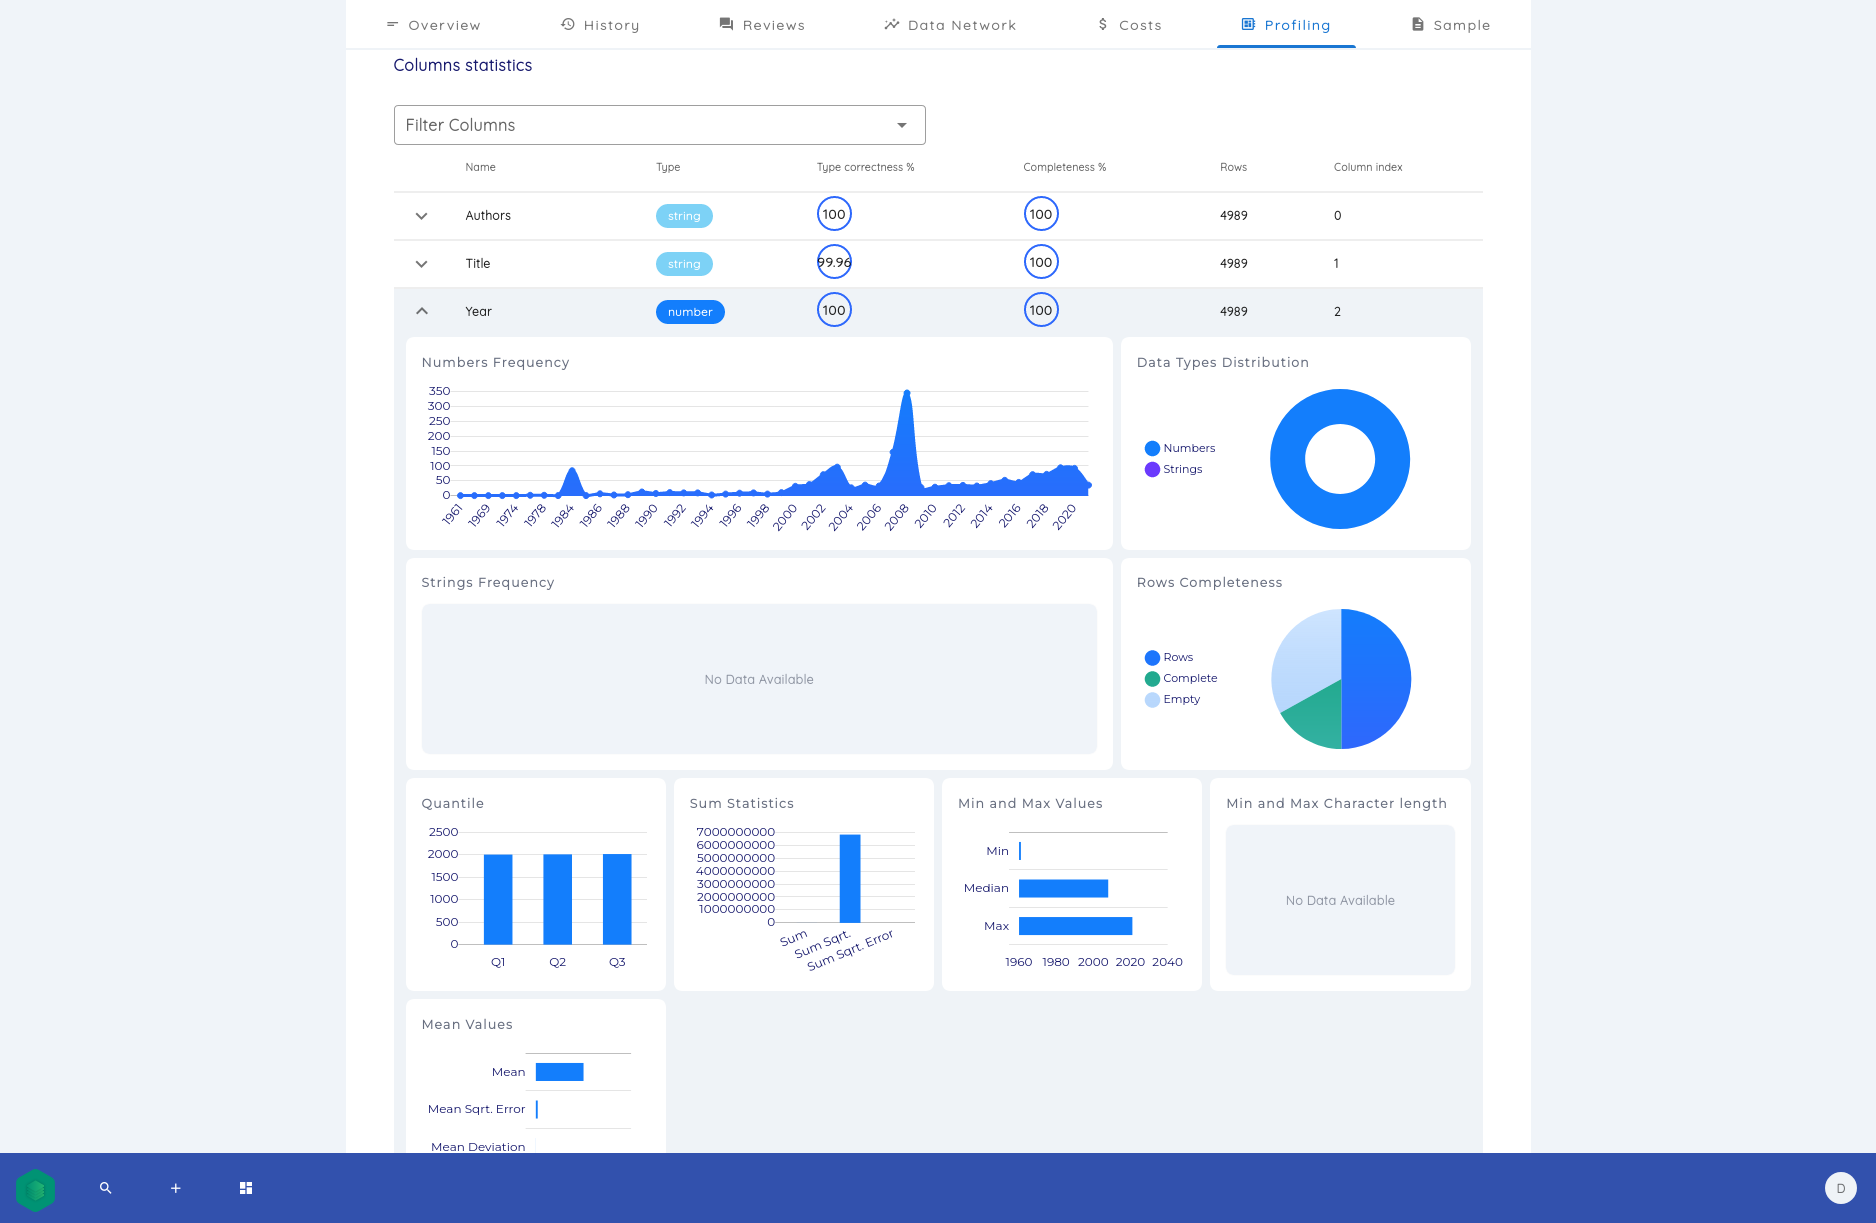 Overview History Reviews Data Network Costs Profiling Sample
Columns statistics
Filter Columns
Name Type Type correctness % Completeness % Rows Column index
Authors string 100 100 4989 0
Title string 99.96 100 4989 1
Year number 100 100 4989 2
Numbers Frequency
350
300
250
200
150
100
50
0
1961 1969 1974 1978 1984 1986 1988 1990 1992 1994 1996 1998 2000 2002 2004 2006 2008 2010 2012 2014 2016 2018 2020
Data Types Distribution
Numbers
Strings
Strings Frequency
No Data Available
Rows Completeness
Rows
Complete
Empty
Quantile
2500
2000
1500
1000
500
0
Q1 Q2 Q3
Sum Statistics
7000000000
6000000000
5000000000
4000000000
3000000000
2000000000
1000000000
0
Sum
Sum Sqrt.
Sum Sqrt. Error
Min and Max Values
Min
Median
Max
1960 1980 2000 2020 2040
Min and Max Character length
No Data Available
Mean Values
Mean
Mean Sqrt. Error
Mean Deviation
D